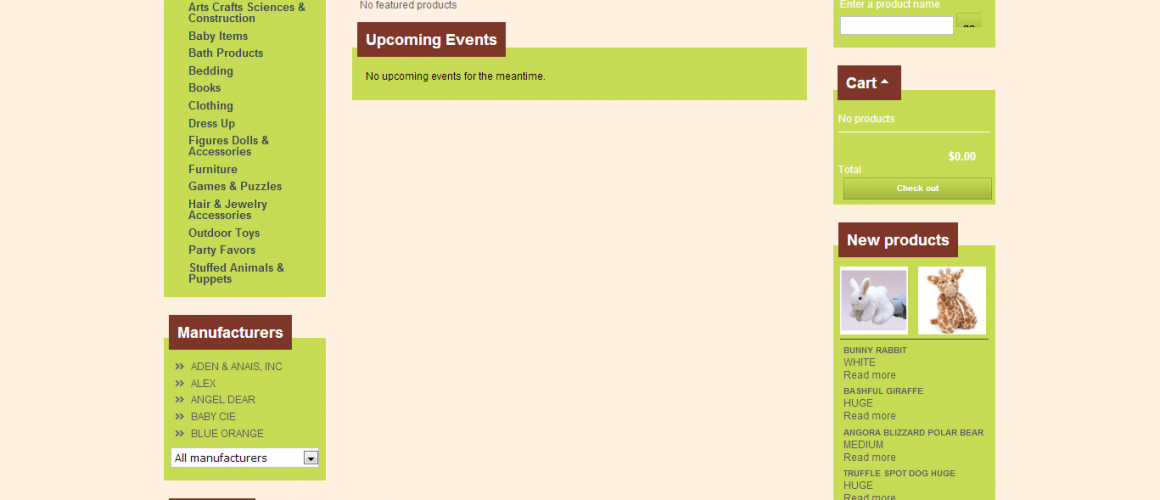 Arts Crafts Sciences &
Construction
Baby Items
Bath Products
Bedding
Books
Clothing
Dress Up
Figures Dolls &
Accessories
Furniture
Games & Puzzles
Hair & Jewelry
Accessories
Outdoor Toys
Party Favors
Stuffed Animals &
Puppets
Manufacturers
ADEN & ANAIS, INC
ALEX
ANGEL DEAR
BABY CIE
BLUE ORANGE
All manufacturers
No featured products
Upcoming Events
No upcoming events for the meantime.
Enter a product name
go
Cart
No products
$0.00
Total
Check out
New products
BUNNY RABBIT
WHITE
Read more
BASHFUL GIRAFFE
HUGE
Read more
ANGORA BLIZZARD POLAR BEAR
MEDIUM
Read more
TRUFFLE SPOT DOG HUGE
HUGE
Read more